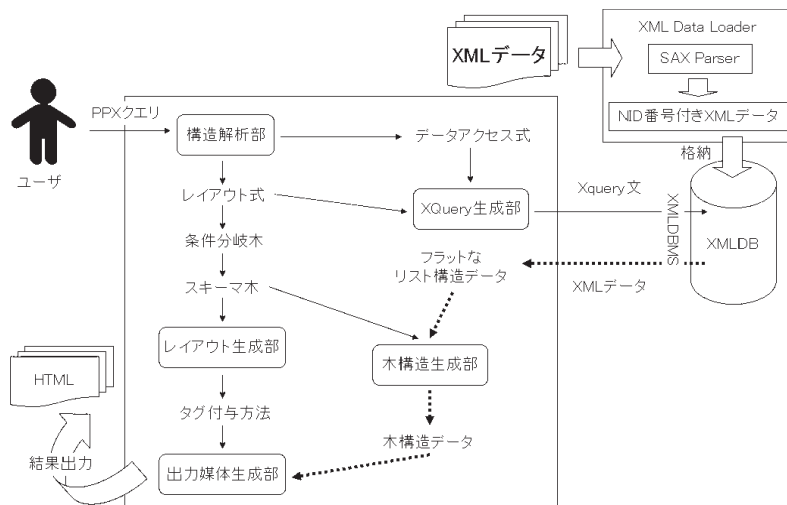 XMLデータ
XML Data Loader
SAX Parser
NID番号付きXMLデータ
格納
PPXクエリ
ユーザ
構造解析部
データアクセス式
レイアウト式
XQuery生成部
Xquery文
XMLDBMS
XMLDB
条件分岐木
フラットな
リスト構造データ
XMLデータ
スキーマ木
レイアウト生成部
木構造生成部
HTML
タグ付与方法
木構造データ
結果出力
出力媒体生成部